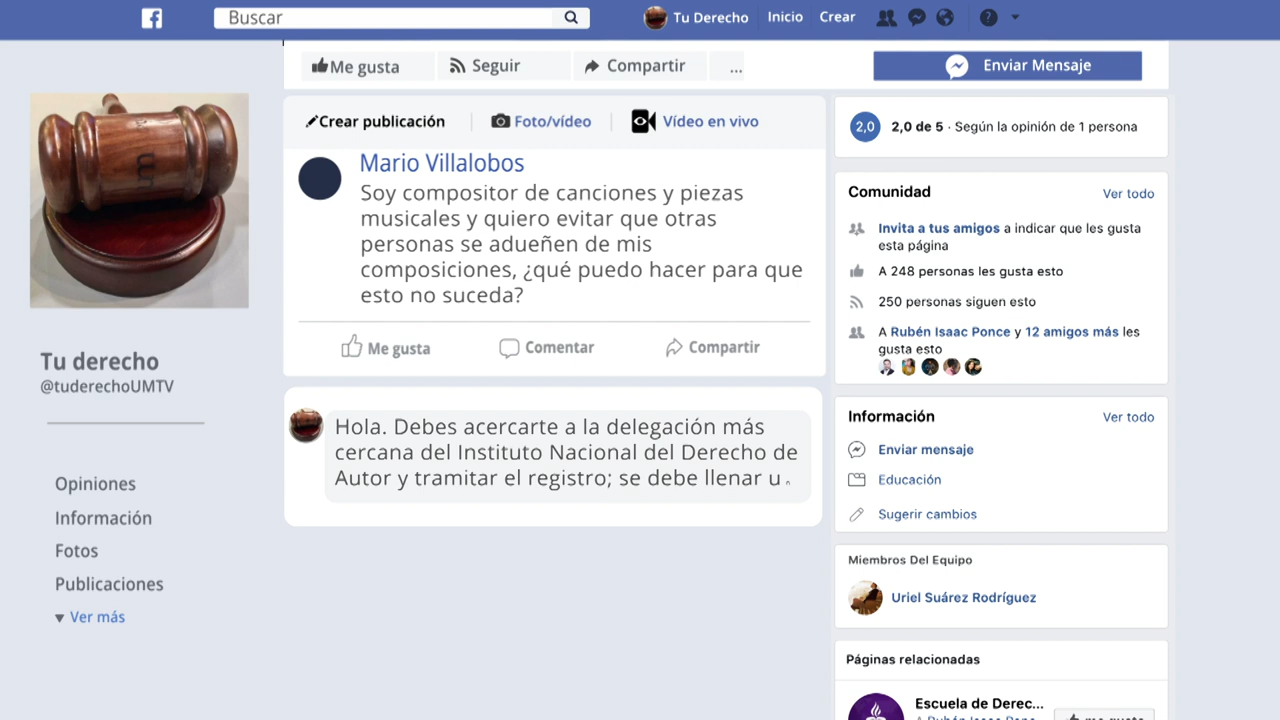 Buscar
Tu Derecho
Inicio
Crear
Me gusta
Seguir
Compartir
...
Enviar Mensaje
Crear publicación
Foto/vídeo
Vídeo en vivo
Mario Villalobos
Soy compositor de canciones y piezas
musicales y quiero evitar que otras
personas se adueñen de mis
composiciones, ¿qué puedo hacer para que
esto no suceda?
Me gusta
Comentar
Compartir
Hola. Debes acercarte a la delegación más
cercana del Instituto Nacional del Derecho de
Autor y tramitar el registro; se debe llenar u
Tu derecho
@tuderechoUMTV
Opiniones
Información
Fotos
Publicaciones
Ver más
2,0
2,0 de 5 · Según la opinión de 1 persona
Comunidad
Ver todo
Invita a tus amigos a indicar que les gusta
esta página
A 248 personas les gusta esto
250 personas siguen esto
A Rubén Isaac Ponce y 12 amigos más les
gusta esto
Información
Ver todo
Enviar mensaje
Educación
Sugerir cambios
Miembros Del Equipo
Uriel Suárez Rodríguez
Páginas relacionadas
Escuela de Derec...